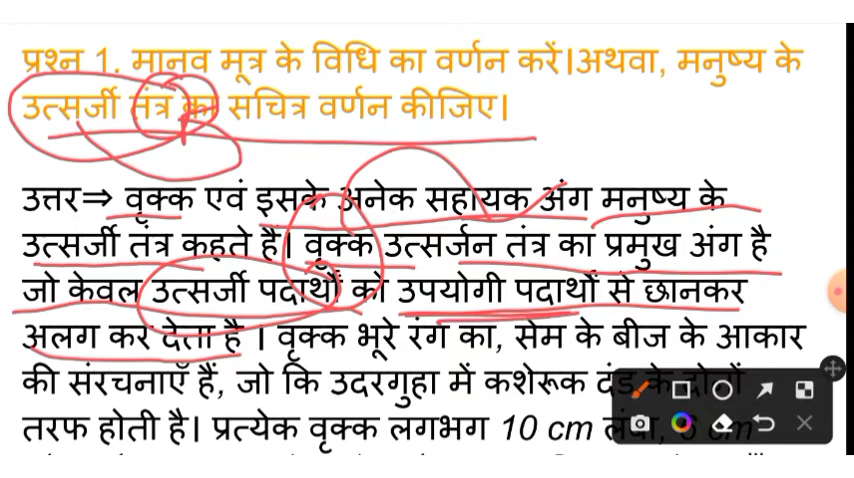 प्रश्न 1. मानव मूत्र के विधि का वर्णन करें।अथवा, मनुष्य के
उत्सर्जी तंत्र का सचित्र वर्णन कीजिए।
उत्तर⇒ वृक्क एवं इसके अनेक सहायक अंग मनुष्य के
उत्सर्जी तंत्र कहते हैं। वृक्क उत्सर्जन तंत्र का प्रमुख अंग है
जो केवल उत्सर्जी पदार्थों को उपयोगी पदार्थों से छानकर
अलग कर देता है । वृक्क भूरे रंग का, सेम के बीज के आकार
की संरचनाएँ हैं, जो कि उदरगुहा में कशेरूक दंड के दोनों
तरफ होती है। प्रत्येक वृक्क लगभग 10 cm लंबा, 6 cm